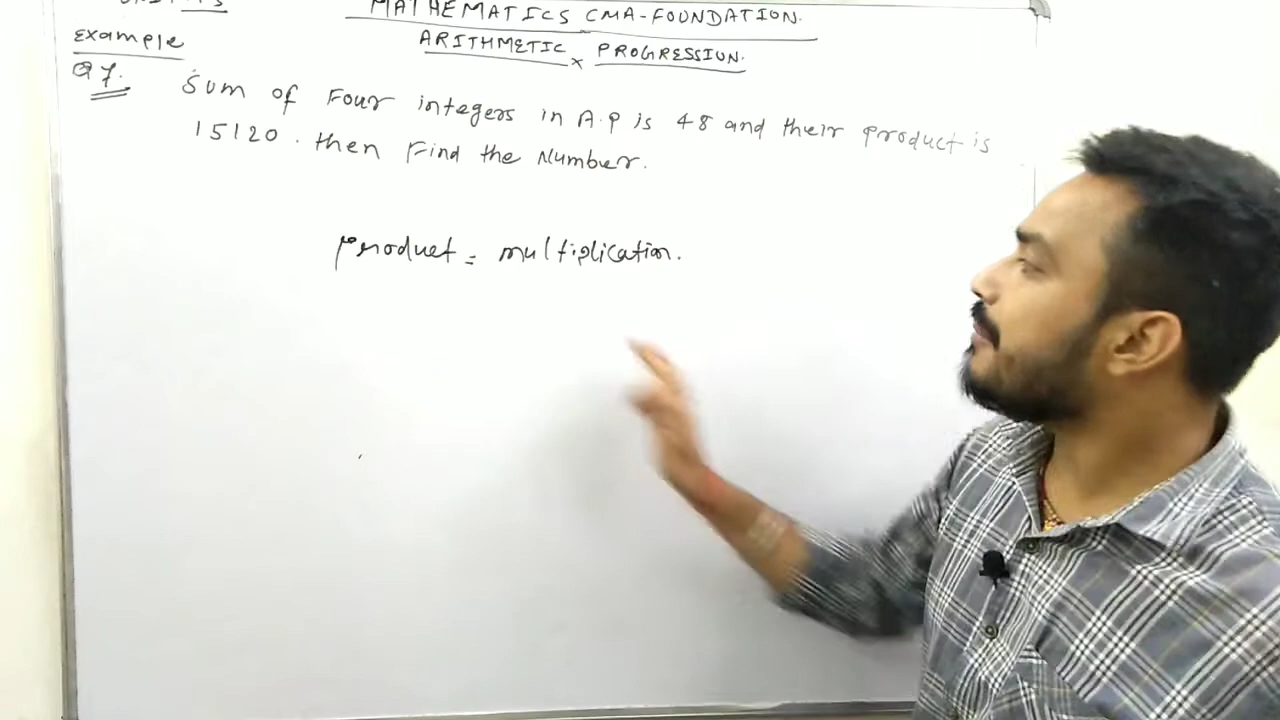 MATHEMATICS CMA-FOUNDATION.
ARITHMETIC x PROGRESSION.
Example
Q7. Sum of Four integers in A.P is 48 and their product is
15120. then Find the Number.
product = multiplication.